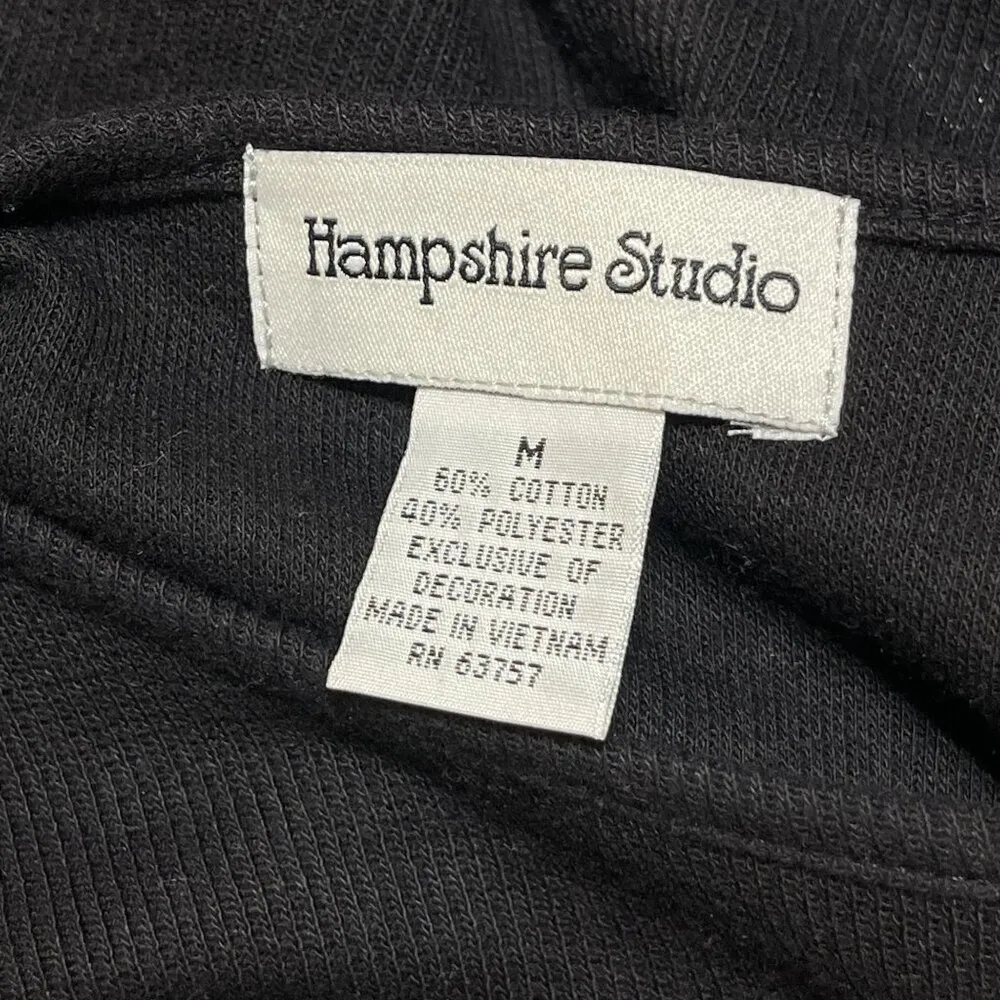 Hampshire Studio
M
60% COTTON
40% POLYESTER
EXCLUSIVE OF
DECORATION
MADE IN VIETNAM
RN 63757